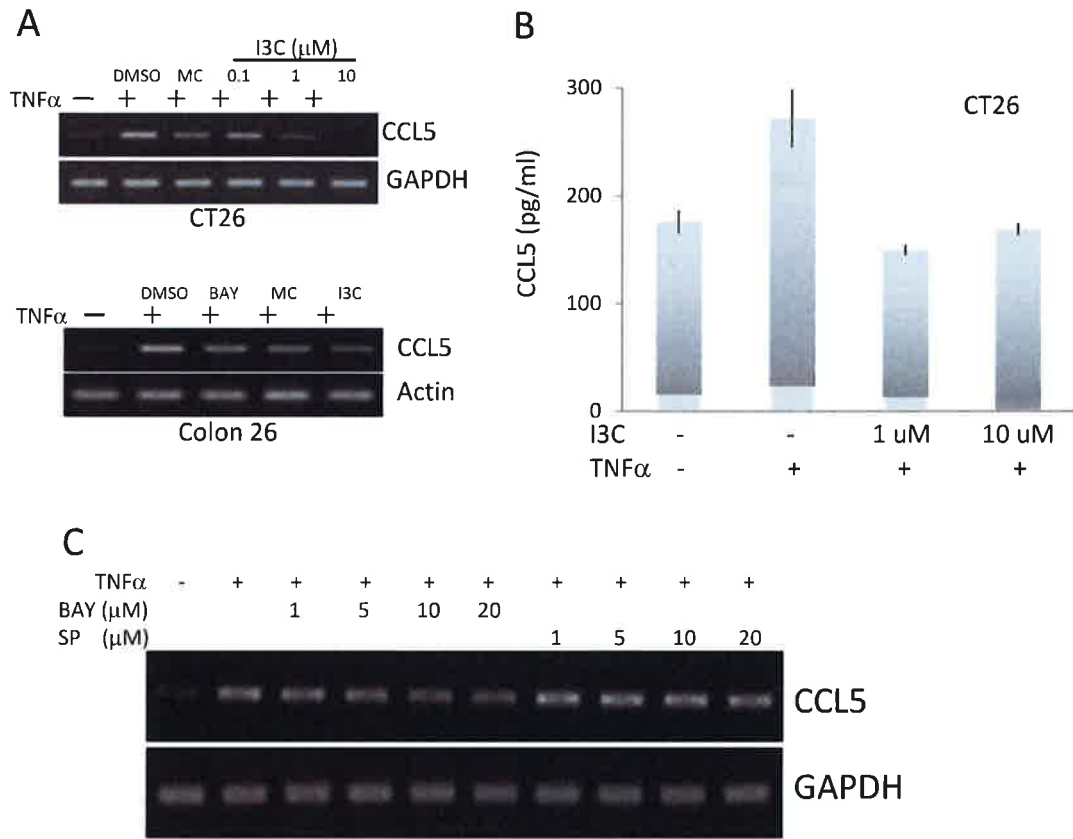 A
I3C (μM)
DMSO MC 0.1 1 10
TNFα — + + + + +
CCL5
GAPDH
CT26
DMSO BAY MC I3C
TNFα — + + + +
CCL5
Actin
Colon 26
B
CT26
CCL5 (pg/ml)
300
200
100
0
I3C - - 1 uM 10 uM
TNFα - + + +
C
TNFα - + + + + + + + + +
BAY (μM) 1 5 10 20
SP (μM) 1 5 10 20
CCL5
GAPDH